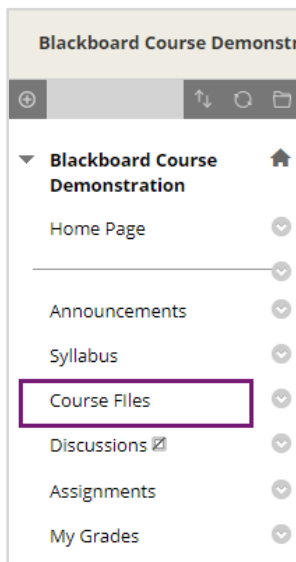 Blackboard Course Demonstr
Blackboard Course
Demonstration
Home Page
Announcements
Syllabus
Course FIles
Discussions
Assignments
My Grades